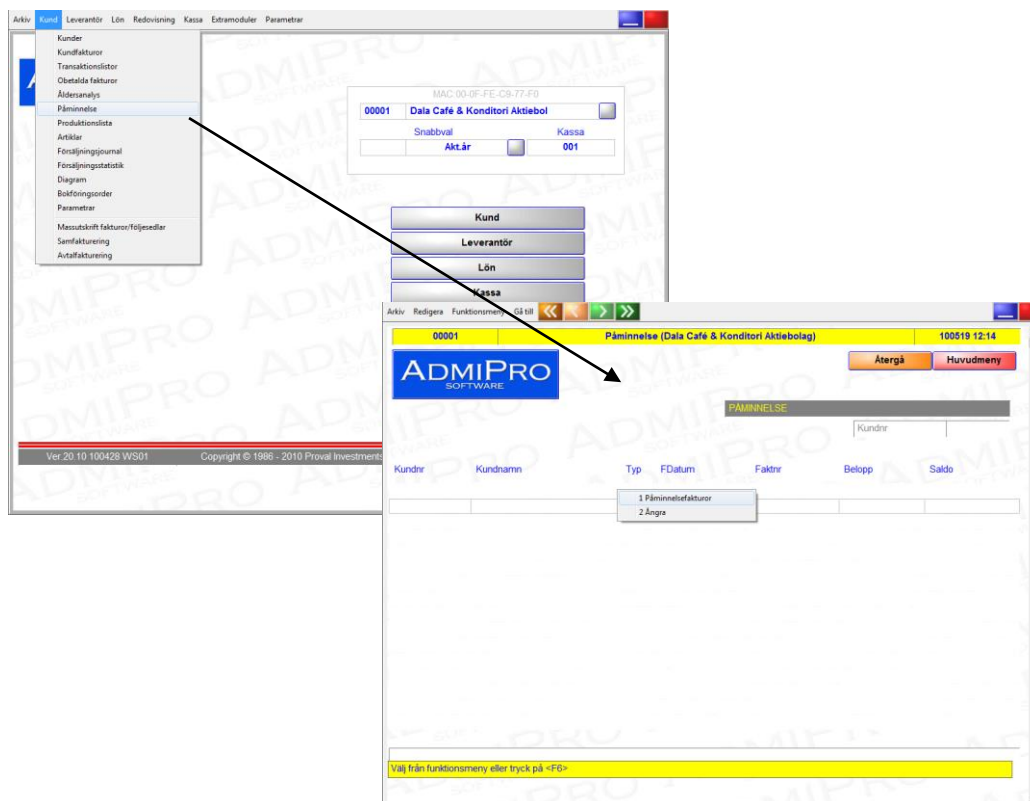 Arkiv Kund Leverantör Lön Redovisning Kassa Extramoduler Parametrar
Kunder
Kundfakturor
Transaktionslistor
Obetalda fakturor
Åldersanalys
Påminnelse
Produktionslista
Artiklar
Försäljningsjournal
Försäljningsstatistik
Diagram
Bokföringsorder
Parametrar
Massutskrift fakturor/följesedlar
Samfakturering
Avtalfakturering
MAC:00-0F-FE-C9-77-F0
00001 Dala Café & Konditori Aktiebol
Snabbval Kassa
Akt.år 001
Kund
Leverantör
Lön
Kassa
Ver.20.10 100428 WS01 Copyright © 1986 - 2010 Proval Investments
Arkiv Redigera Funktionsmeny Gå till
00001 Påminnelse (Dala Café & Konditori Aktiebolag) 100519 12:14
ADMIPRO
SOFTWARE
Återgå Huvudmeny
PÅMINNELSE
Kundnr
Kundnr Kundnamn Typ FDatum Faktnr Belopp Saldo
1 Påminnelsefakturor
2 Ångra
Välj från funktionsmeny eller tryck på <F6>